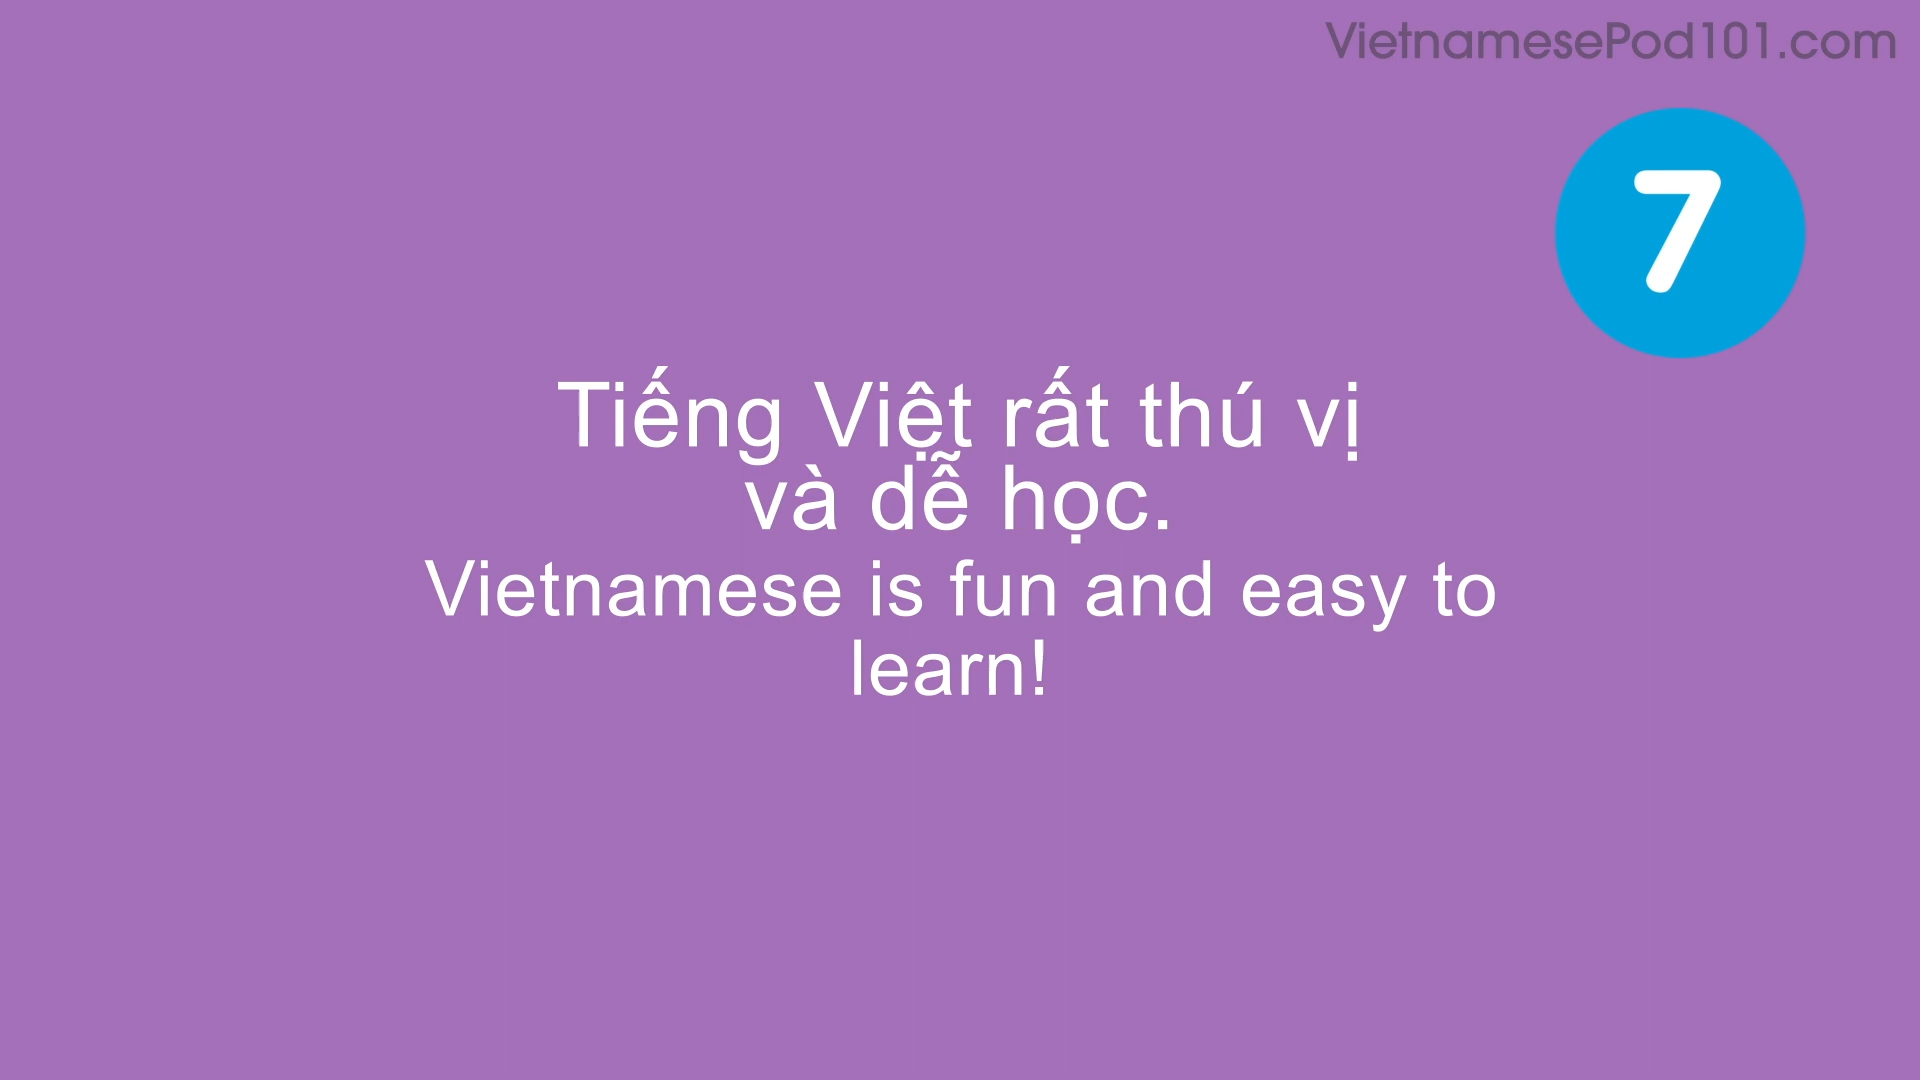 VietnamesePod101.com
7
Tiếng Việt rất thú vị
và dễ học.
Vietnamese is fun and easy to
learn!